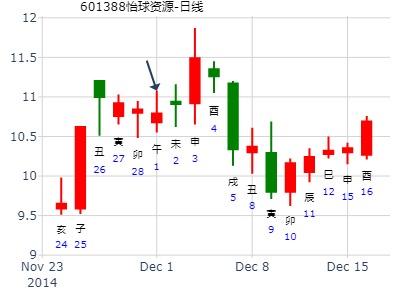 601388怡球资源-日线
12
11.5
11
10.5
10
9.5
9
亥
24
子
25
丑
26
寅
27
卯
28
午
1
未
2
申
3
酉
4
戌
5
丑
8
寅
9
卯
10
辰
11
巳
12
申
15
酉
16
Nov 23
2014
Dec 1
Dec 8
Dec 15